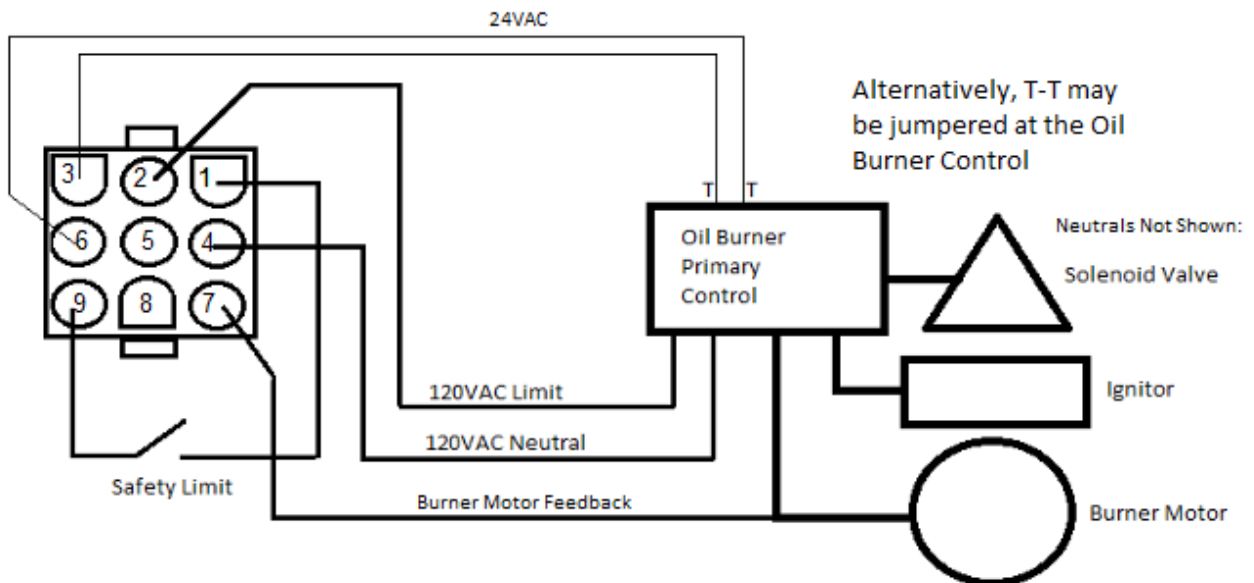 24VAC
Alternatively, T-T may
be jumpered at the Oil
Burner Control
3 2 1
6 5 4
9 8 7
T T
Oil Burner
Primary
Control
Neutrals Not Shown:
Solenoid Valve
Ignitor
120VAC Limit
120VAC Neutral
Safety Limit
Burner Motor Feedback
Burner Motor